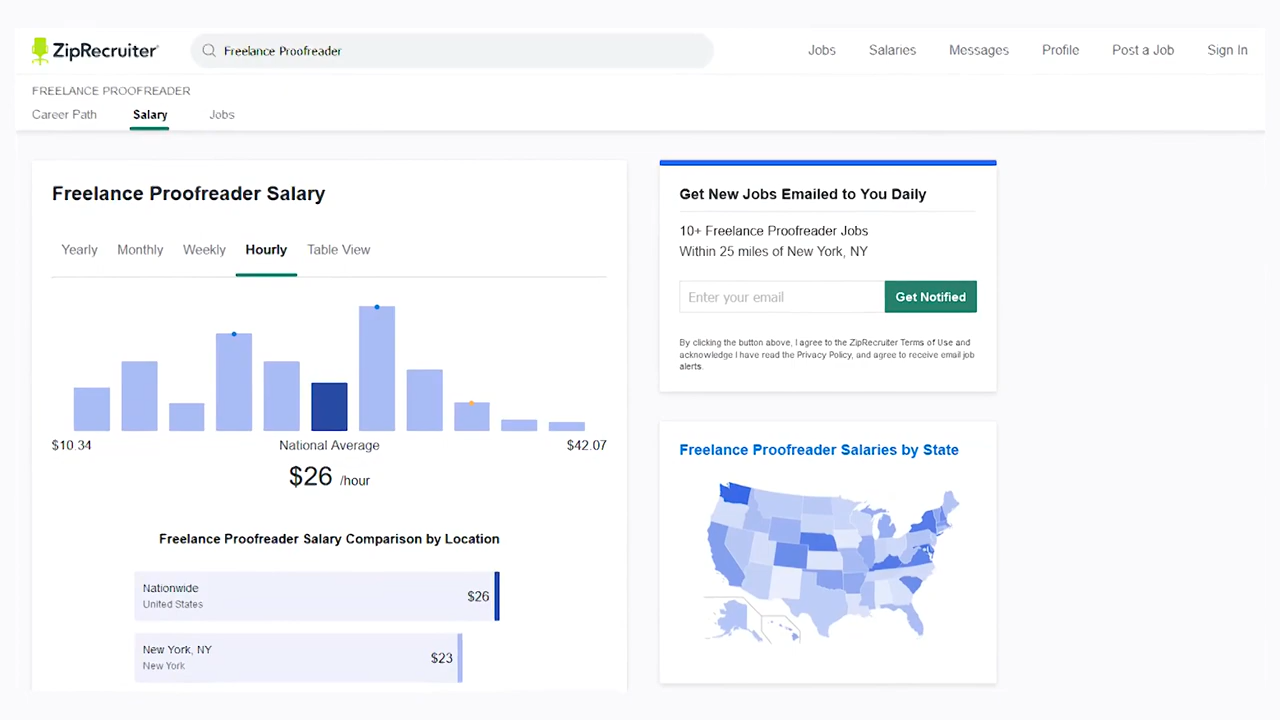 ZipRecruiter
Freelance Proofreader
Jobs
Salaries
Messages
Profile
Post a Job
Sign In
FREELANCE PROOFREADER
Career Path
Salary
Jobs
Freelance Proofreader Salary
Yearly
Monthly
Weekly
Hourly
Table View
$10.34
National Average
$42.07
$26 /hour
Freelance Proofreader Salary Comparison by Location
Nationwide
United States
$26
New York, NY
New York
$23
Get New Jobs Emailed to You Daily
10+ Freelance Proofreader Jobs
Within 25 miles of New York, NY
Enter your email
Get Notified
By clicking the button above, I agree to the ZipRecruiter Terms of Use and
acknowledge I have read the Privacy Policy, and agree to receive email job
alerts.
Freelance Proofreader Salaries by State